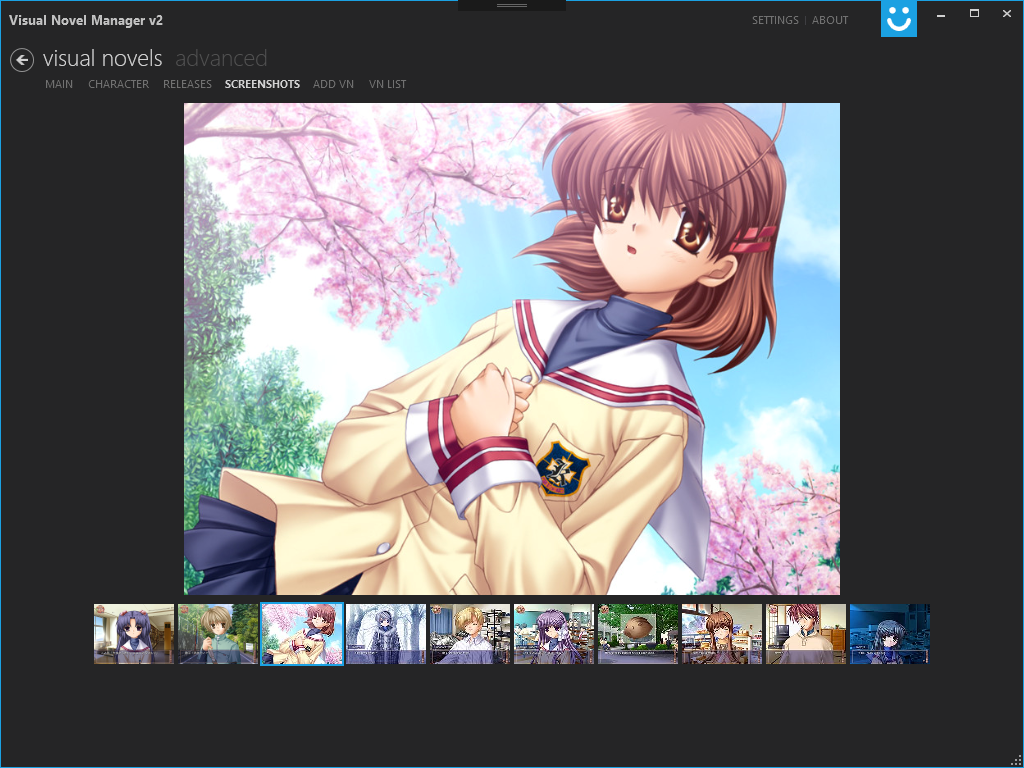 Visual Novel Manager v2
SETTINGS | ABOUT
visual novels advanced
MAIN CHARACTER RELEASES SCREENSHOTS ADD VN VN LIST